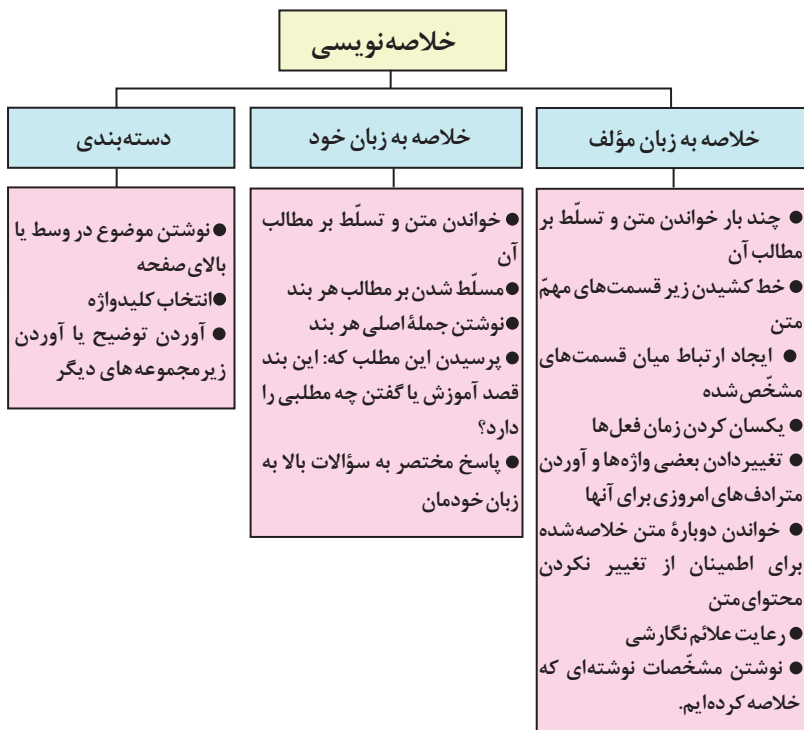 خلاصه‌نویسی
خلاصه به زبان مؤلف
● چند بار خواندن متن و تسلّط بر
مطالب آن
● خط کشیدن زیر قسمت‌های مهمّ
متن
● ایجاد ارتباط میان قسمت‌های
مشخّص‌شده
● یکسان کردن زمان فعل‌ها
● تغییر دادن بعضی واژه‌ها و آوردن
مترادف‌های امروزی برای آنها
● خواندن دوبارهٔ متن خلاصه‌شده
برای اطمینان از تغییر نکردن
محتوای متن
● رعایت علائم نگارشی
● نوشتن مشخّصات نوشته‌ای که
خلاصه کرده‌ایم.
خلاصه به زبان خود
● خواندن متن و تسلّط بر مطالب
آن
● مسلّط شدن بر مطالب هر بند
● نوشتن جملهٔ اصلی هر بند
● پرسیدن این مطلب که: این بند
قصد آموزش یا گفتن چه مطلبی را
دارد؟
● پاسخ مختصر به سؤالات بالا به
زبان خودمان
دسته‌بندی
● نوشتن موضوع در وسط یا
بالای صفحه
● انتخاب کلیدواژه
● آوردن توضیح یا آوردن
زیرمجموعه‌های دیگر